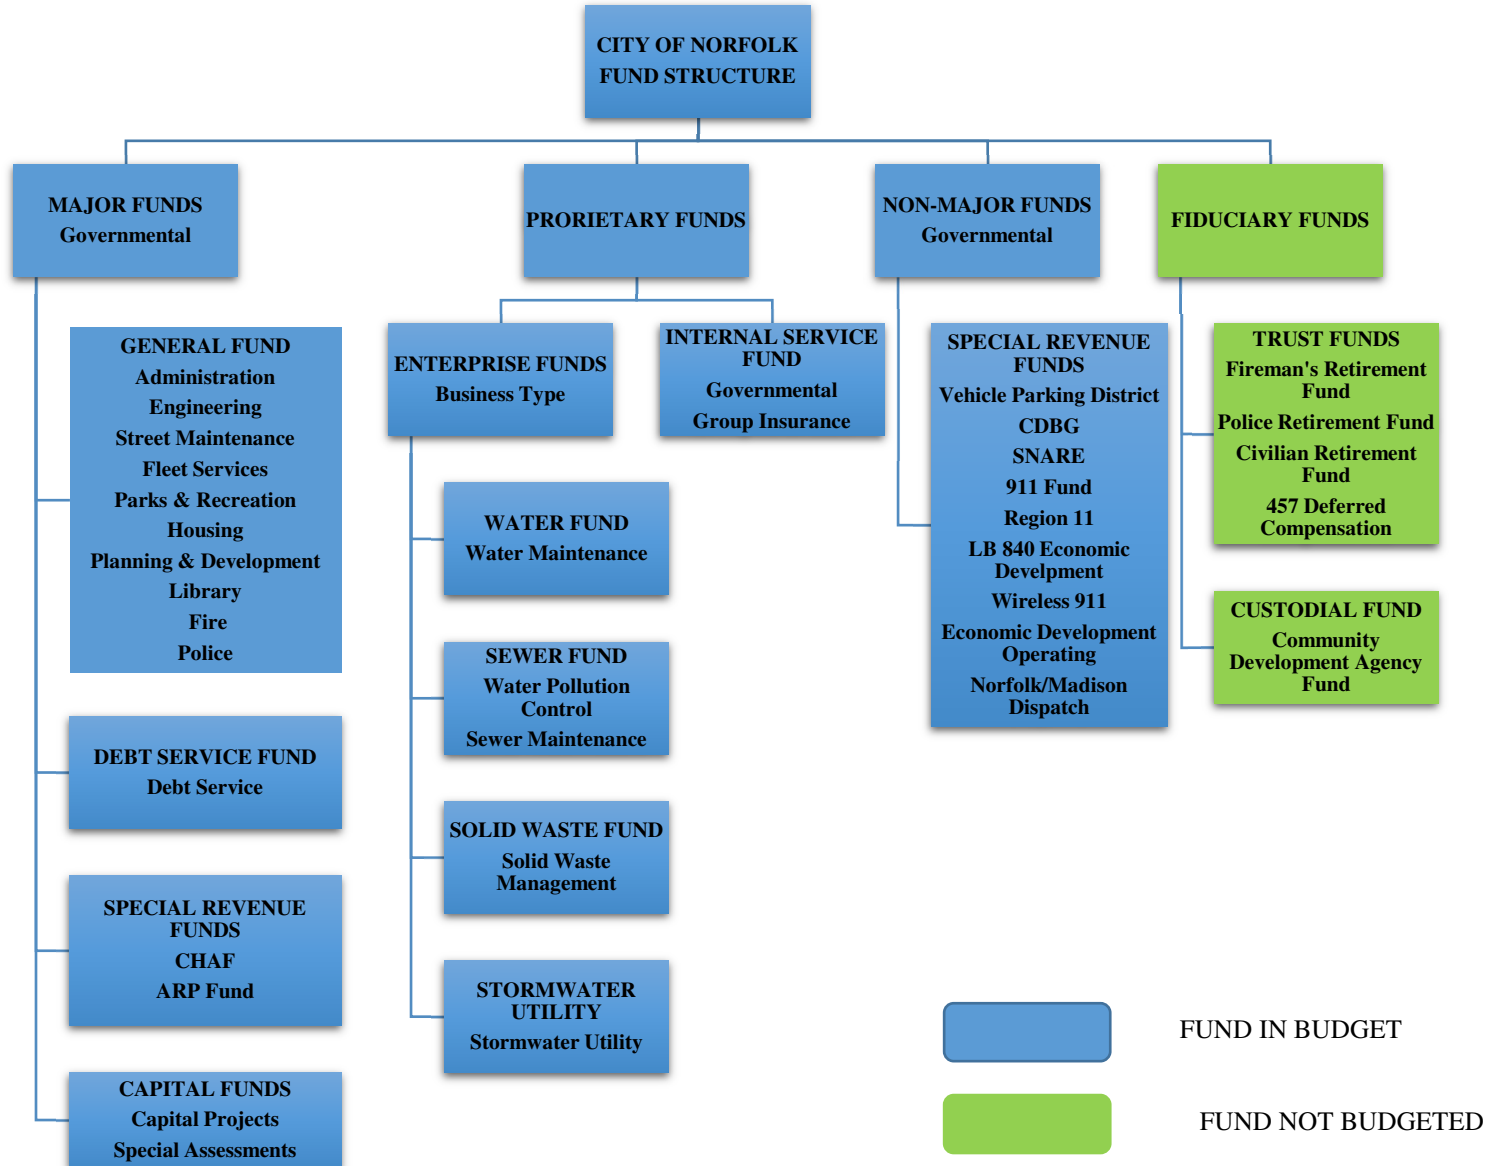 CITY OF NORFOLK
FUND STRUCTURE
MAJOR FUNDS
Governmental
PRORIETARY FUNDS
NON-MAJOR FUNDS
Governmental
FIDUCIARY FUNDS
GENERAL FUND
Administration
Engineering
Street Maintenance
Fleet Services
Parks & Recreation
Housing
Planning & Development
Library
Fire
Police
DEBT SERVICE FUND
Debt Service
SPECIAL REVENUE
FUNDS
CHAF
ARP Fund
CAPITAL FUNDS
Capital Projects
Special Assessments
ENTERPRISE FUNDS
Business Type
INTERNAL SERVICE
FUND
Governmental
Group Insurance
WATER FUND
Water Maintenance
SEWER FUND
Water Pollution
Control
Sewer Maintenance
SOLID WASTE FUND
Solid Waste
Management
STORMWATER
UTILITY
Stormwater Utility
SPECIAL REVENUE
FUNDS
Vehicle Parking District
CDBG
SNARE
911 Fund
Region 11
LB 840 Economic
Develpment
Wireless 911
Economic Development
Operating
Norfolk/Madison
Dispatch
TRUST FUNDS
Fireman's Retirement
Fund
Police Retirement Fund
Civilian Retirement
Fund
457 Deferred
Compensation
CUSTODIAL FUND
Community
Development Agency
Fund
FUND IN BUDGET
FUND NOT BUDGETED